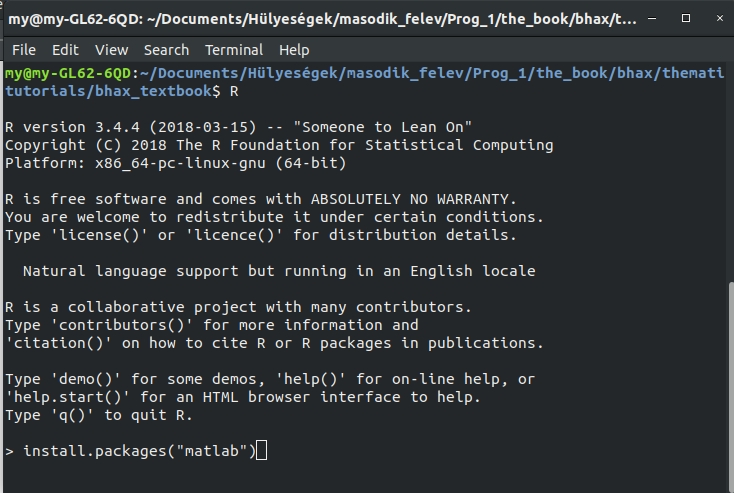 my@my-GL62-6QD: ~/Documents/Hülyeségek/masodik_felev/Prog_1/the_book/bhax/t...
File Edit View Search Terminal Help
my@my-GL62-6QD:~/Documents/Hülyeségek/masodik_felev/Prog_1/the_book/bhax/themati
tutorials/bhax_textbook$ R
R version 3.4.4 (2018-03-15) -- "Someone to Lean On"
Copyright (C) 2018 The R Foundation for Statistical Computing
Platform: x86_64-pc-linux-gnu (64-bit)
R is free software and comes with ABSOLUTELY NO WARRANTY.
You are welcome to redistribute it under certain conditions.
Type 'license()' or 'licence()' for distribution details.
Natural language support but running in an English locale
R is a collaborative project with many contributors.
Type 'contributors()' for more information and
'citation()' on how to cite R or R packages in publications.
Type 'demo()' for some demos, 'help()' for on-line help, or
'help.start()' for an HTML browser interface to help.
Type 'q()' to quit R.
> install.packages("matlab")